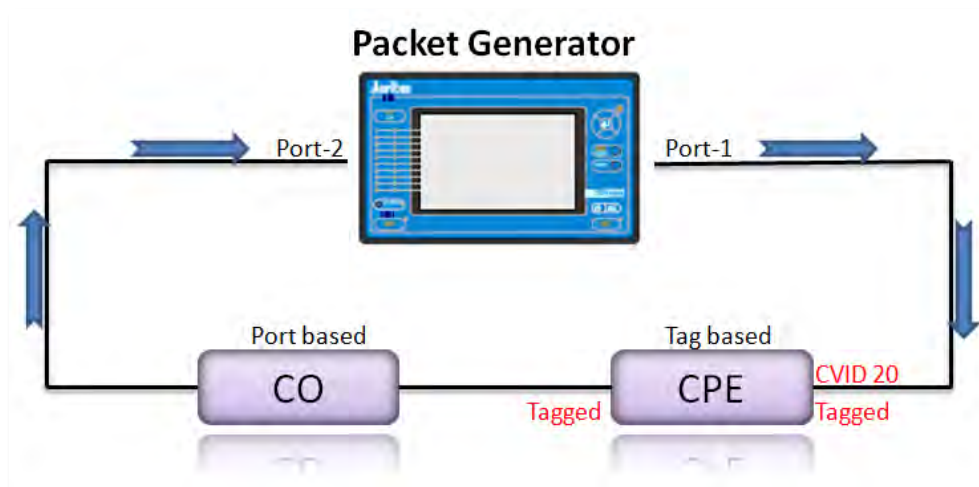 Packet Generator
Port-2
Port-1
Port based
Tag based
CO
CPE
CVID 20
Tagged
Tagged